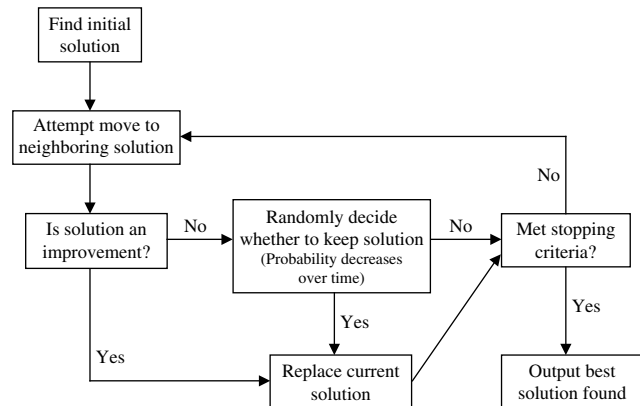 Find initial
solution
Attempt move to
neighboring solution
No
Is solution an
improvement?
No
Randomly decide
whether to keep solution
(Probability decreases
over time)
No
Met stopping
criteria?
Yes
Yes
Yes
Replace current
solution
Output best
solution found